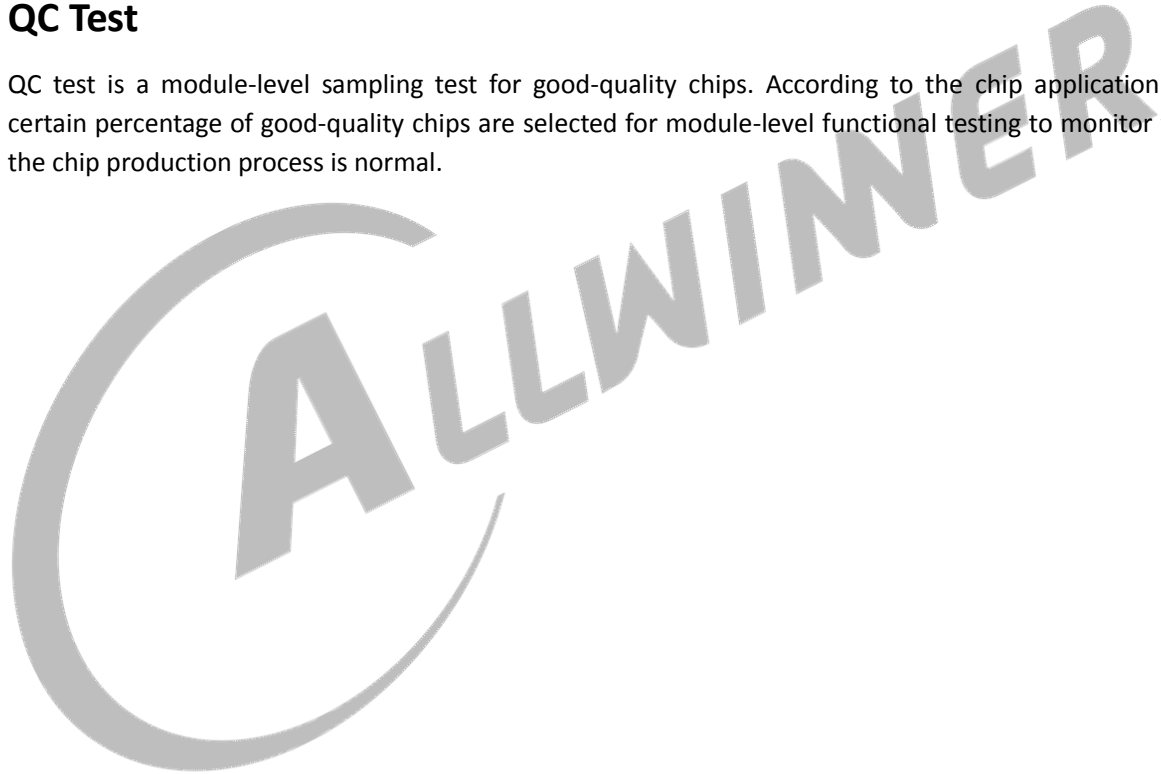 QC Test
QC test is a module-level sampling test for good-quality chips. According to the chip application
certain percentage of good-quality chips are selected for module-level functional testing to monitor
the chip production process is normal.
ALLWINNER